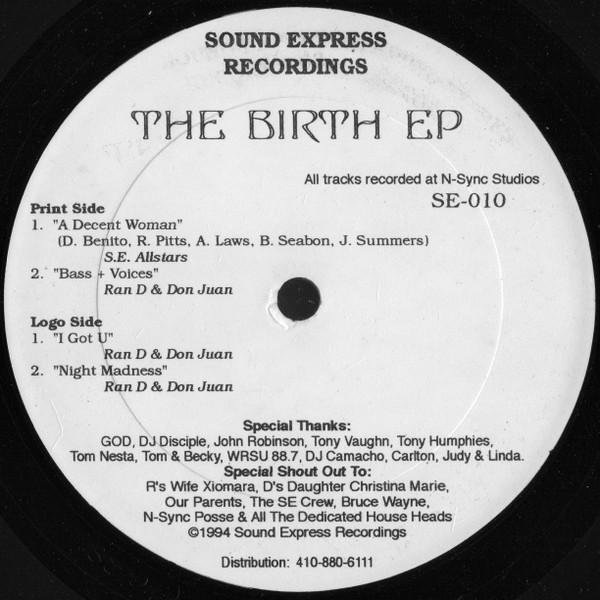 SOUND EXPRESS
RECORDINGS
THE BIRTH EP
All tracks recorded at N-Sync Studios
SE-010
Print Side
1. "A Decent Woman"
(D. Benito, R. Pitts, A. Laws, B. Seabon, J. Summers)
S.E. Allstars
2. "Bass + Voices"
Ran D & Don Juan
Logo Side
1. "I Got U"
Ran D & Don Juan
2. "Night Madness"
Ran D & Don Juan
Special Thanks:
GOD, DJ Disciple, John Robinson, Tony Vaughn, Tony Humphies,
Tom Nesta, Tom & Becky, WRSU 88.7, DJ Camacho, Carlton, Judy & Linda.
Special Shout Out To:
R's Wife Xiomara, D's Daughter Christina Marie,
Our Parents, The SE Crew, Bruce Wayne,
N-Sync Posse & All The Dedicated House Heads
©1994 Sound Express Recordings
Distribution: 410-880-6111